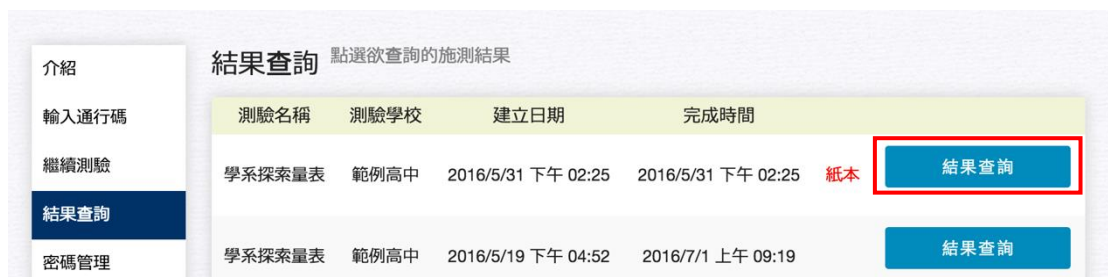 介紹
輸入通行碼
繼續測驗
結果查詢
密碼管理
結果查詢 點選欲查詢的施測結果
測驗名稱 測驗學校 建立日期 完成時間
學系探索量表 範例高中 2016/5/31 下午 02:25 2016/5/31 下午 02:25 紙本 結果查詢
學系探索量表 範例高中 2016/5/19 下午 04:52 2016/7/1 上午 09:19 結果查詢